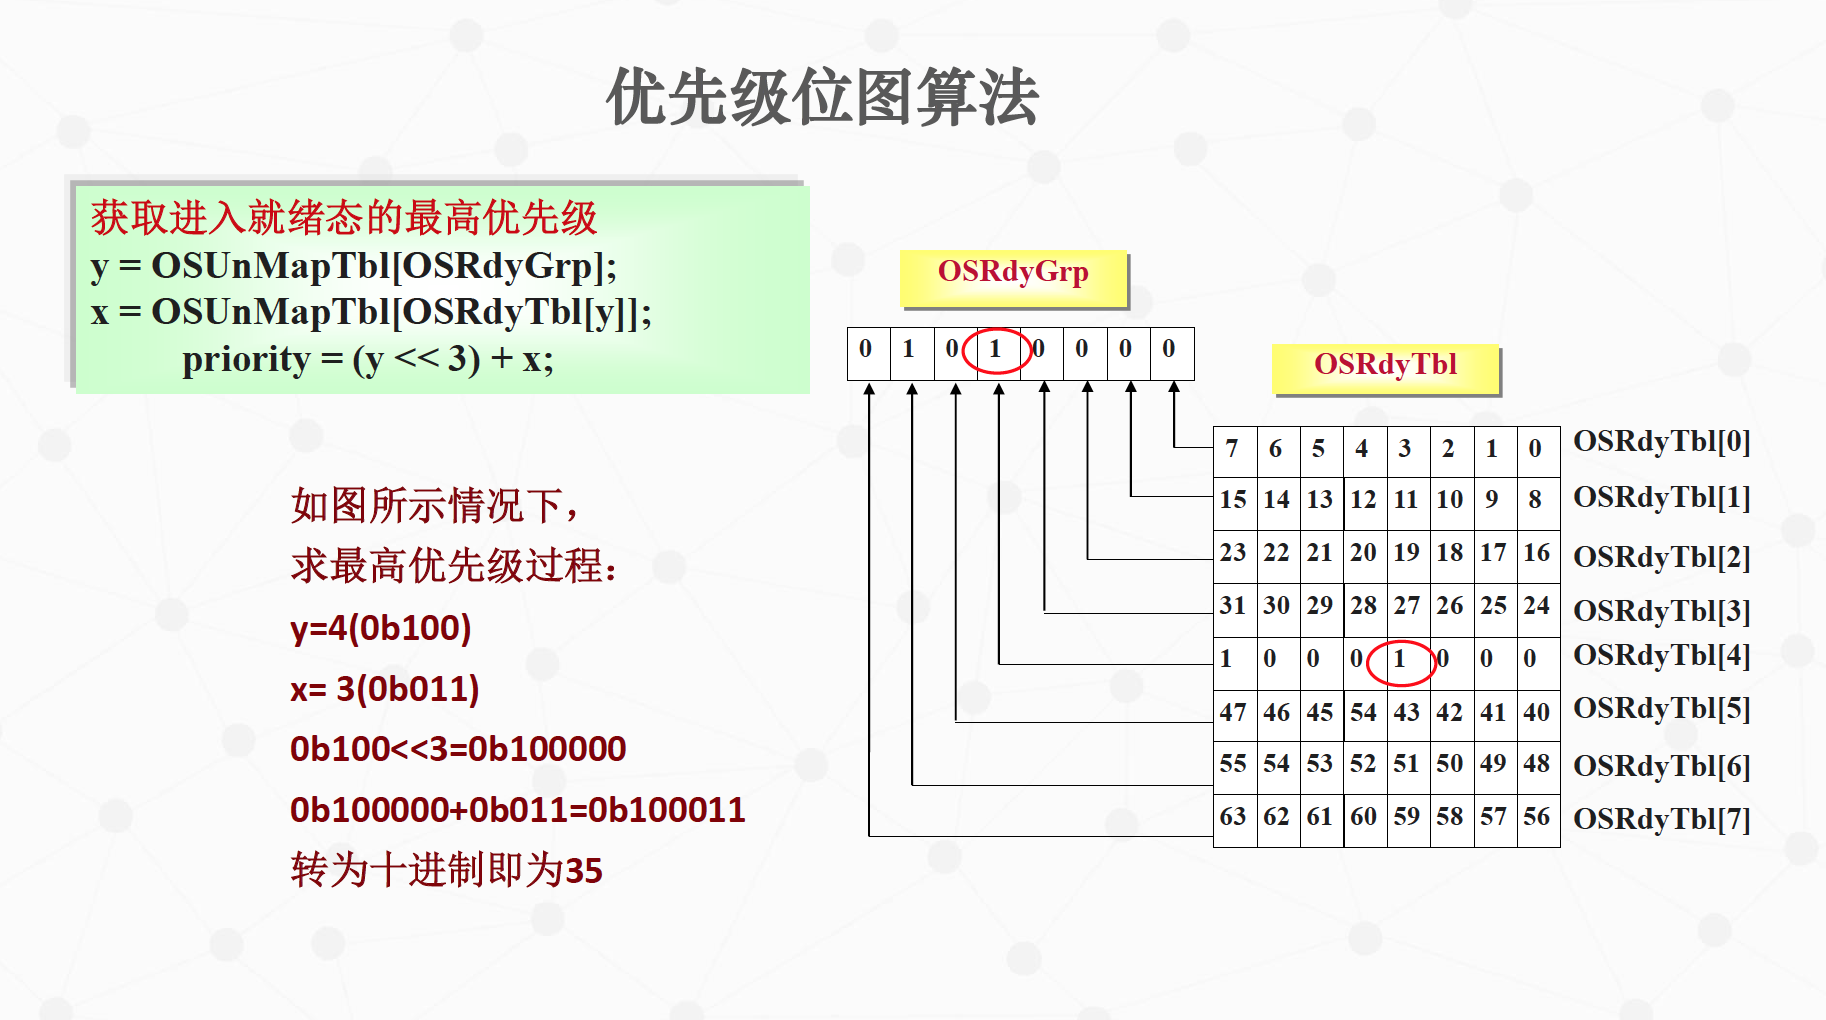 优先级位图算法
获取进入就绪态的最高优先级
y = OSUnMapTbl[OSRdyGrp];
x = OSUnMapTbl[OSRdyTbl[y]];
priority = (y << 3) + x;
如图所示情况下，
求最高优先级过程：
y=4(0b100)
x= 3(0b011)
0b100<<3=0b100000
0b100000+0b011=0b100011
转为十进制即为35
OSRdyGrp
0 1 0 1 0 0 0 0
OSRdyTbl
7 6 5 4 3 2 1 0 OSRdyTbl[0]
15 14 13 12 11 10 9 8 OSRdyTbl[1]
23 22 21 20 19 18 17 16 OSRdyTbl[2]
31 30 29 28 27 26 25 24 OSRdyTbl[3]
1 0 0 0 1 0 0 0 OSRdyTbl[4]
47 46 45 54 43 42 41 40 OSRdyTbl[5]
55 54 53 52 51 50 49 48 OSRdyTbl[6]
63 62 61 60 59 58 57 56 OSRdyTbl[7]